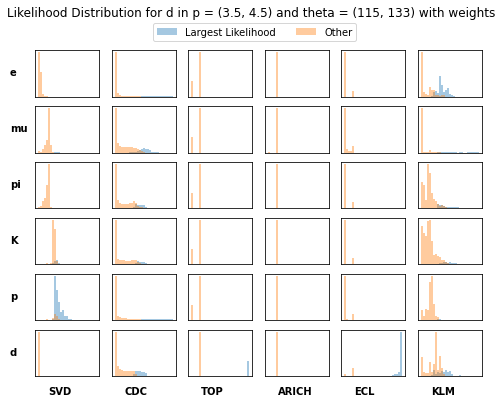 Likelihood Distribution for d in p = (3.5, 4.5) and theta = (115, 133) with weights
Largest Likelihood Other
e
mu
pi
K
p
d
SVD CDC TOP ARICH ECL KLM